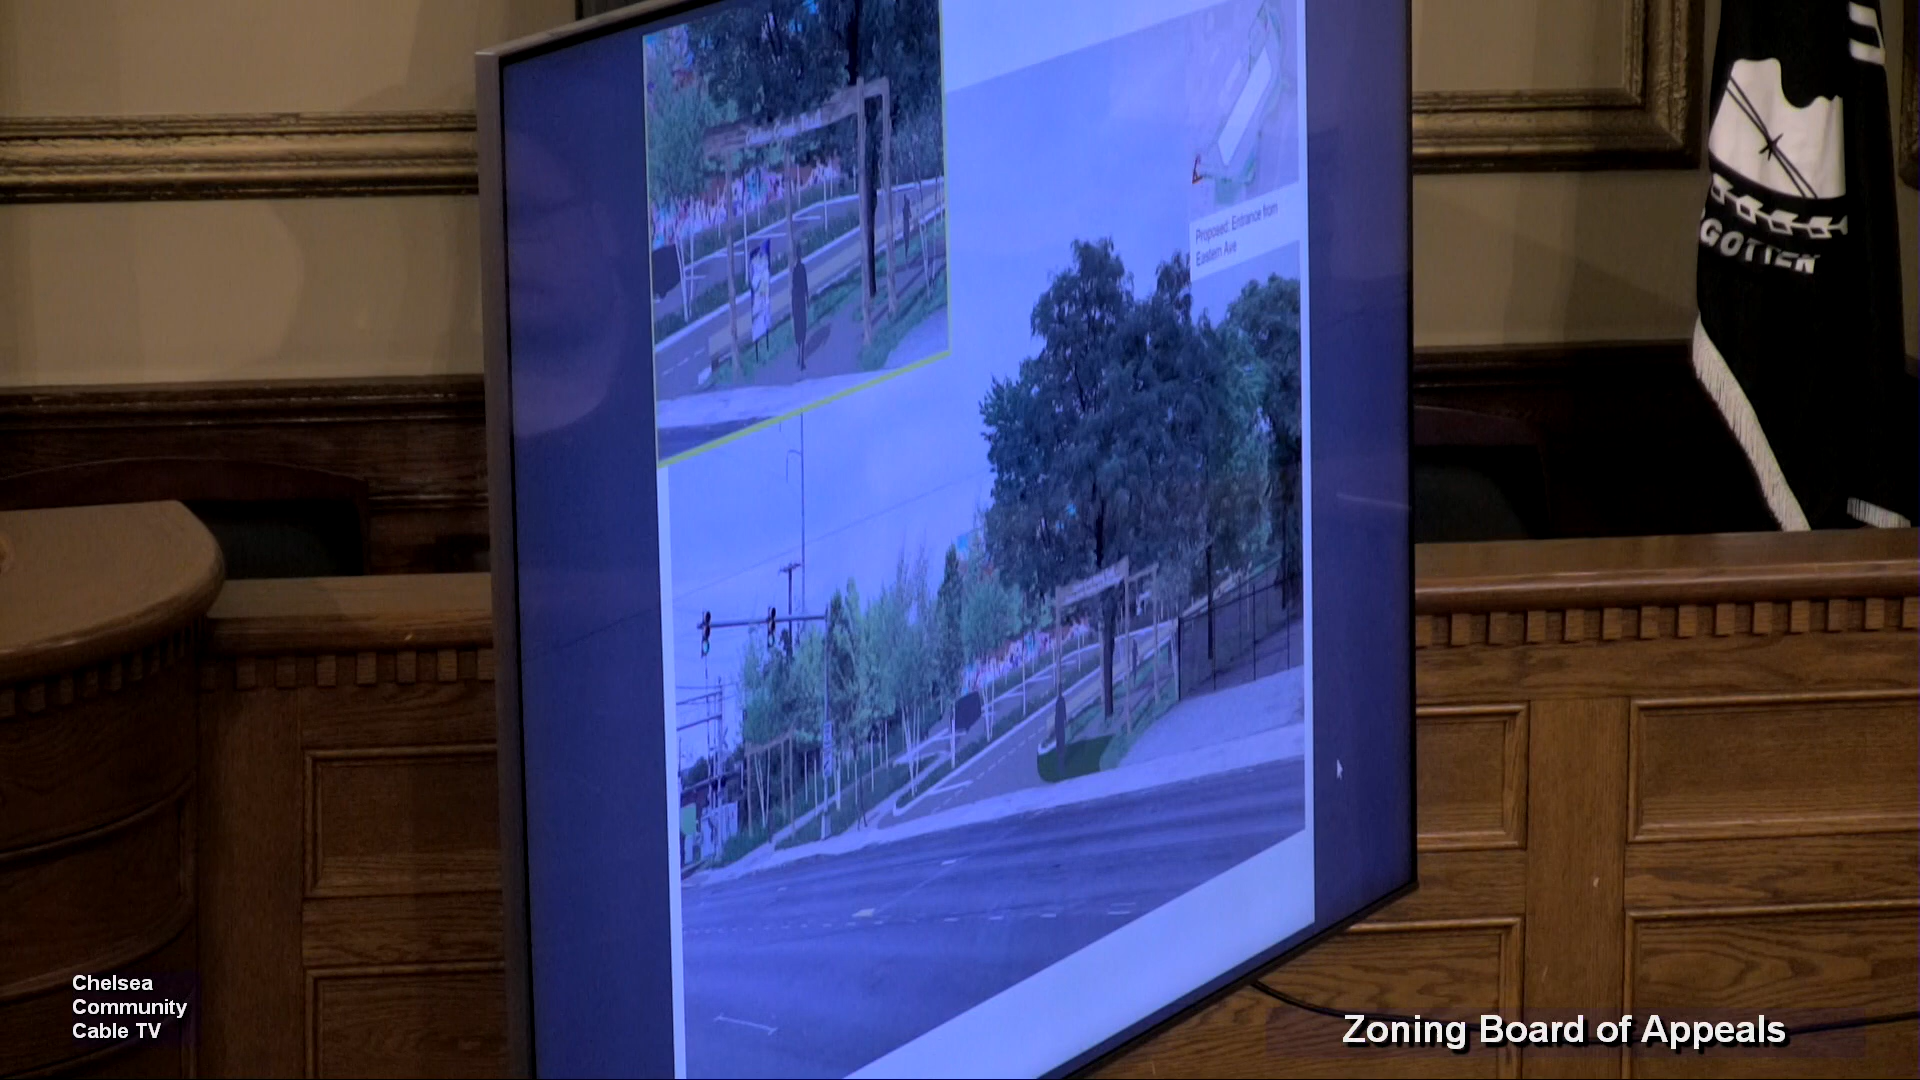 Proposed: Entrance from
Eastern Ave
GOTTEN
Chelsea
Community
Cable TV
Zoning Board of Appeals